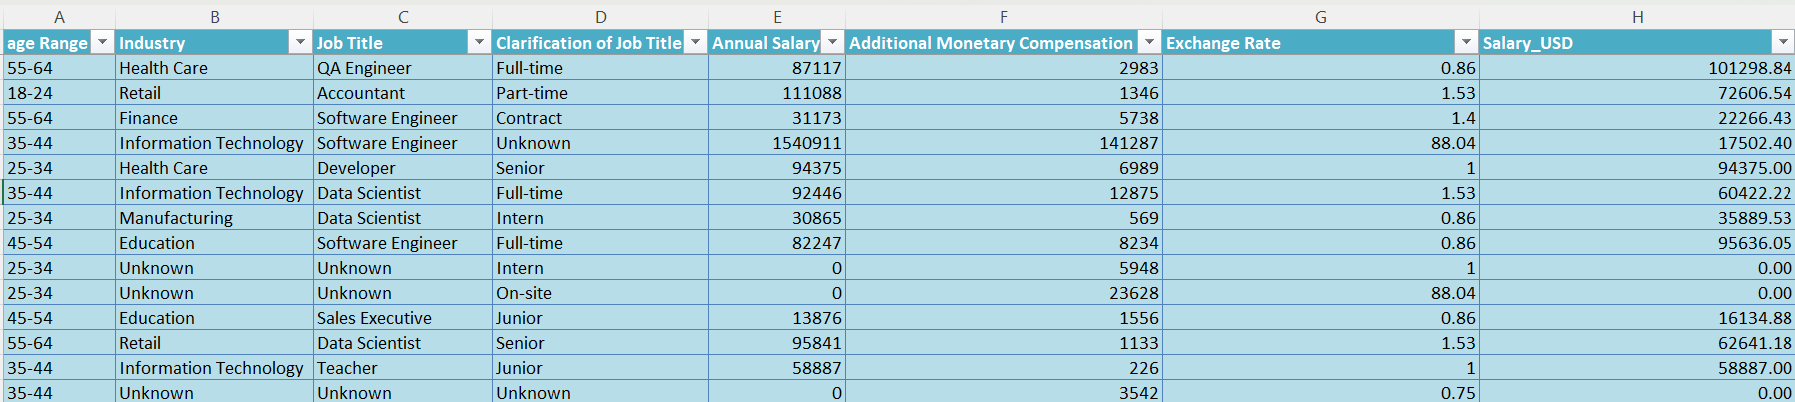 A B C D E F G H
age Range Industry Job Title Clarification of Job Title Annual Salary Additional Monetary Compensation Exchange Rate Salary_USD
55-64 Health Care QA Engineer Full-time 87117 2983 0.86 101298.84
18-24 Retail Accountant Part-time 111088 1346 1.53 72606.54
55-64 Finance Software Engineer Contract 31173 5738 1.4 22266.43
35-44 Information Technology Software Engineer Unknown 1540911 141287 88.04 17502.40
25-34 Health Care Developer Senior 94375 6989 1 94375.00
35-44 Information Technology Data Scientist Full-time 92446 12875 1.53 60422.22
25-34 Manufacturing Data Scientist Intern 30865 569 0.86 35889.53
45-54 Education Software Engineer Full-time 82247 8234 0.86 95636.05
25-34 Unknown Unknown Intern 0 5948 1 0.00
25-34 Unknown Unknown On-site 0 23628 88.04 0.00
45-54 Education Sales Executive Junior 13876 1556 0.86 16134.88
55-64 Retail Data Scientist Senior 95841 1133 1.53 62641.18
35-44 Information Technology Teacher Junior 58887 226 1 58887.00
35-44 Unknown Unknown Unknown 0 3542 0.75 0.00